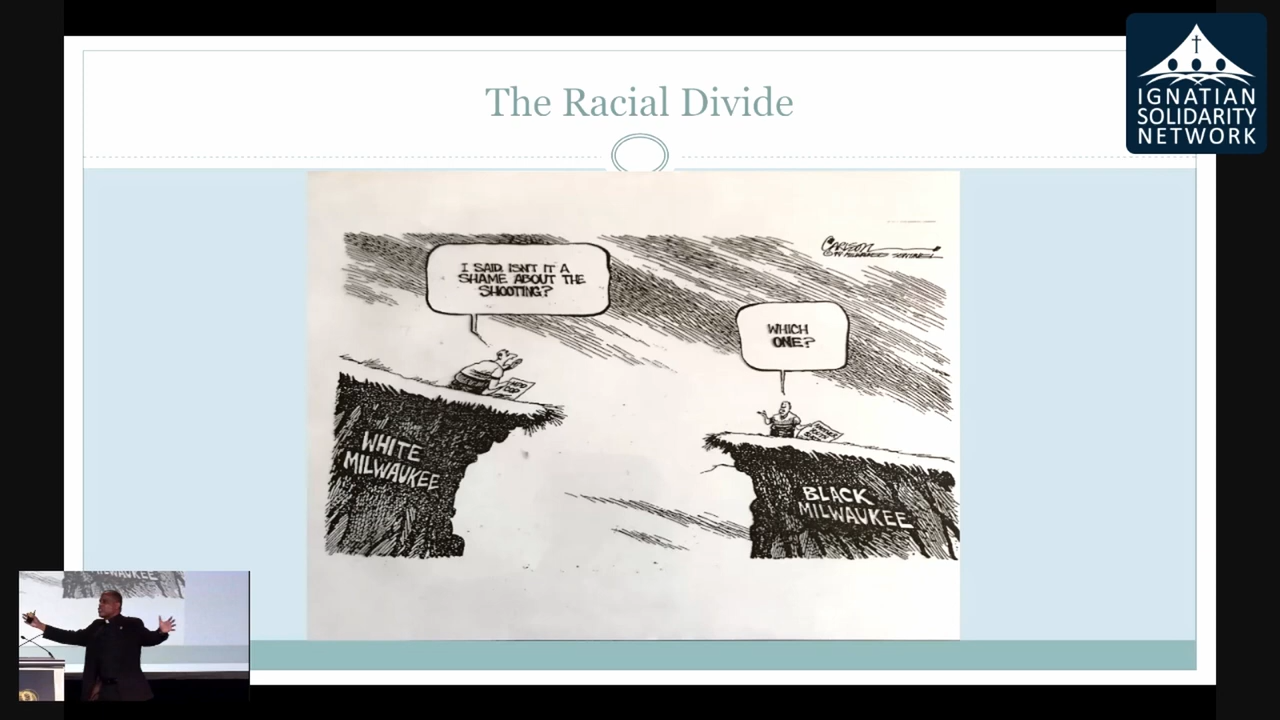 The Racial Divide
IGNATIAN
SOLIDARITY
NETWORK
CARLSON
I SAID, ISN'T IT A
SHAME ABOUT THE
SHOOTING?
WHICH
ONE?
WHITE
MILWAUKEE
BLACK
MILWAUKEE